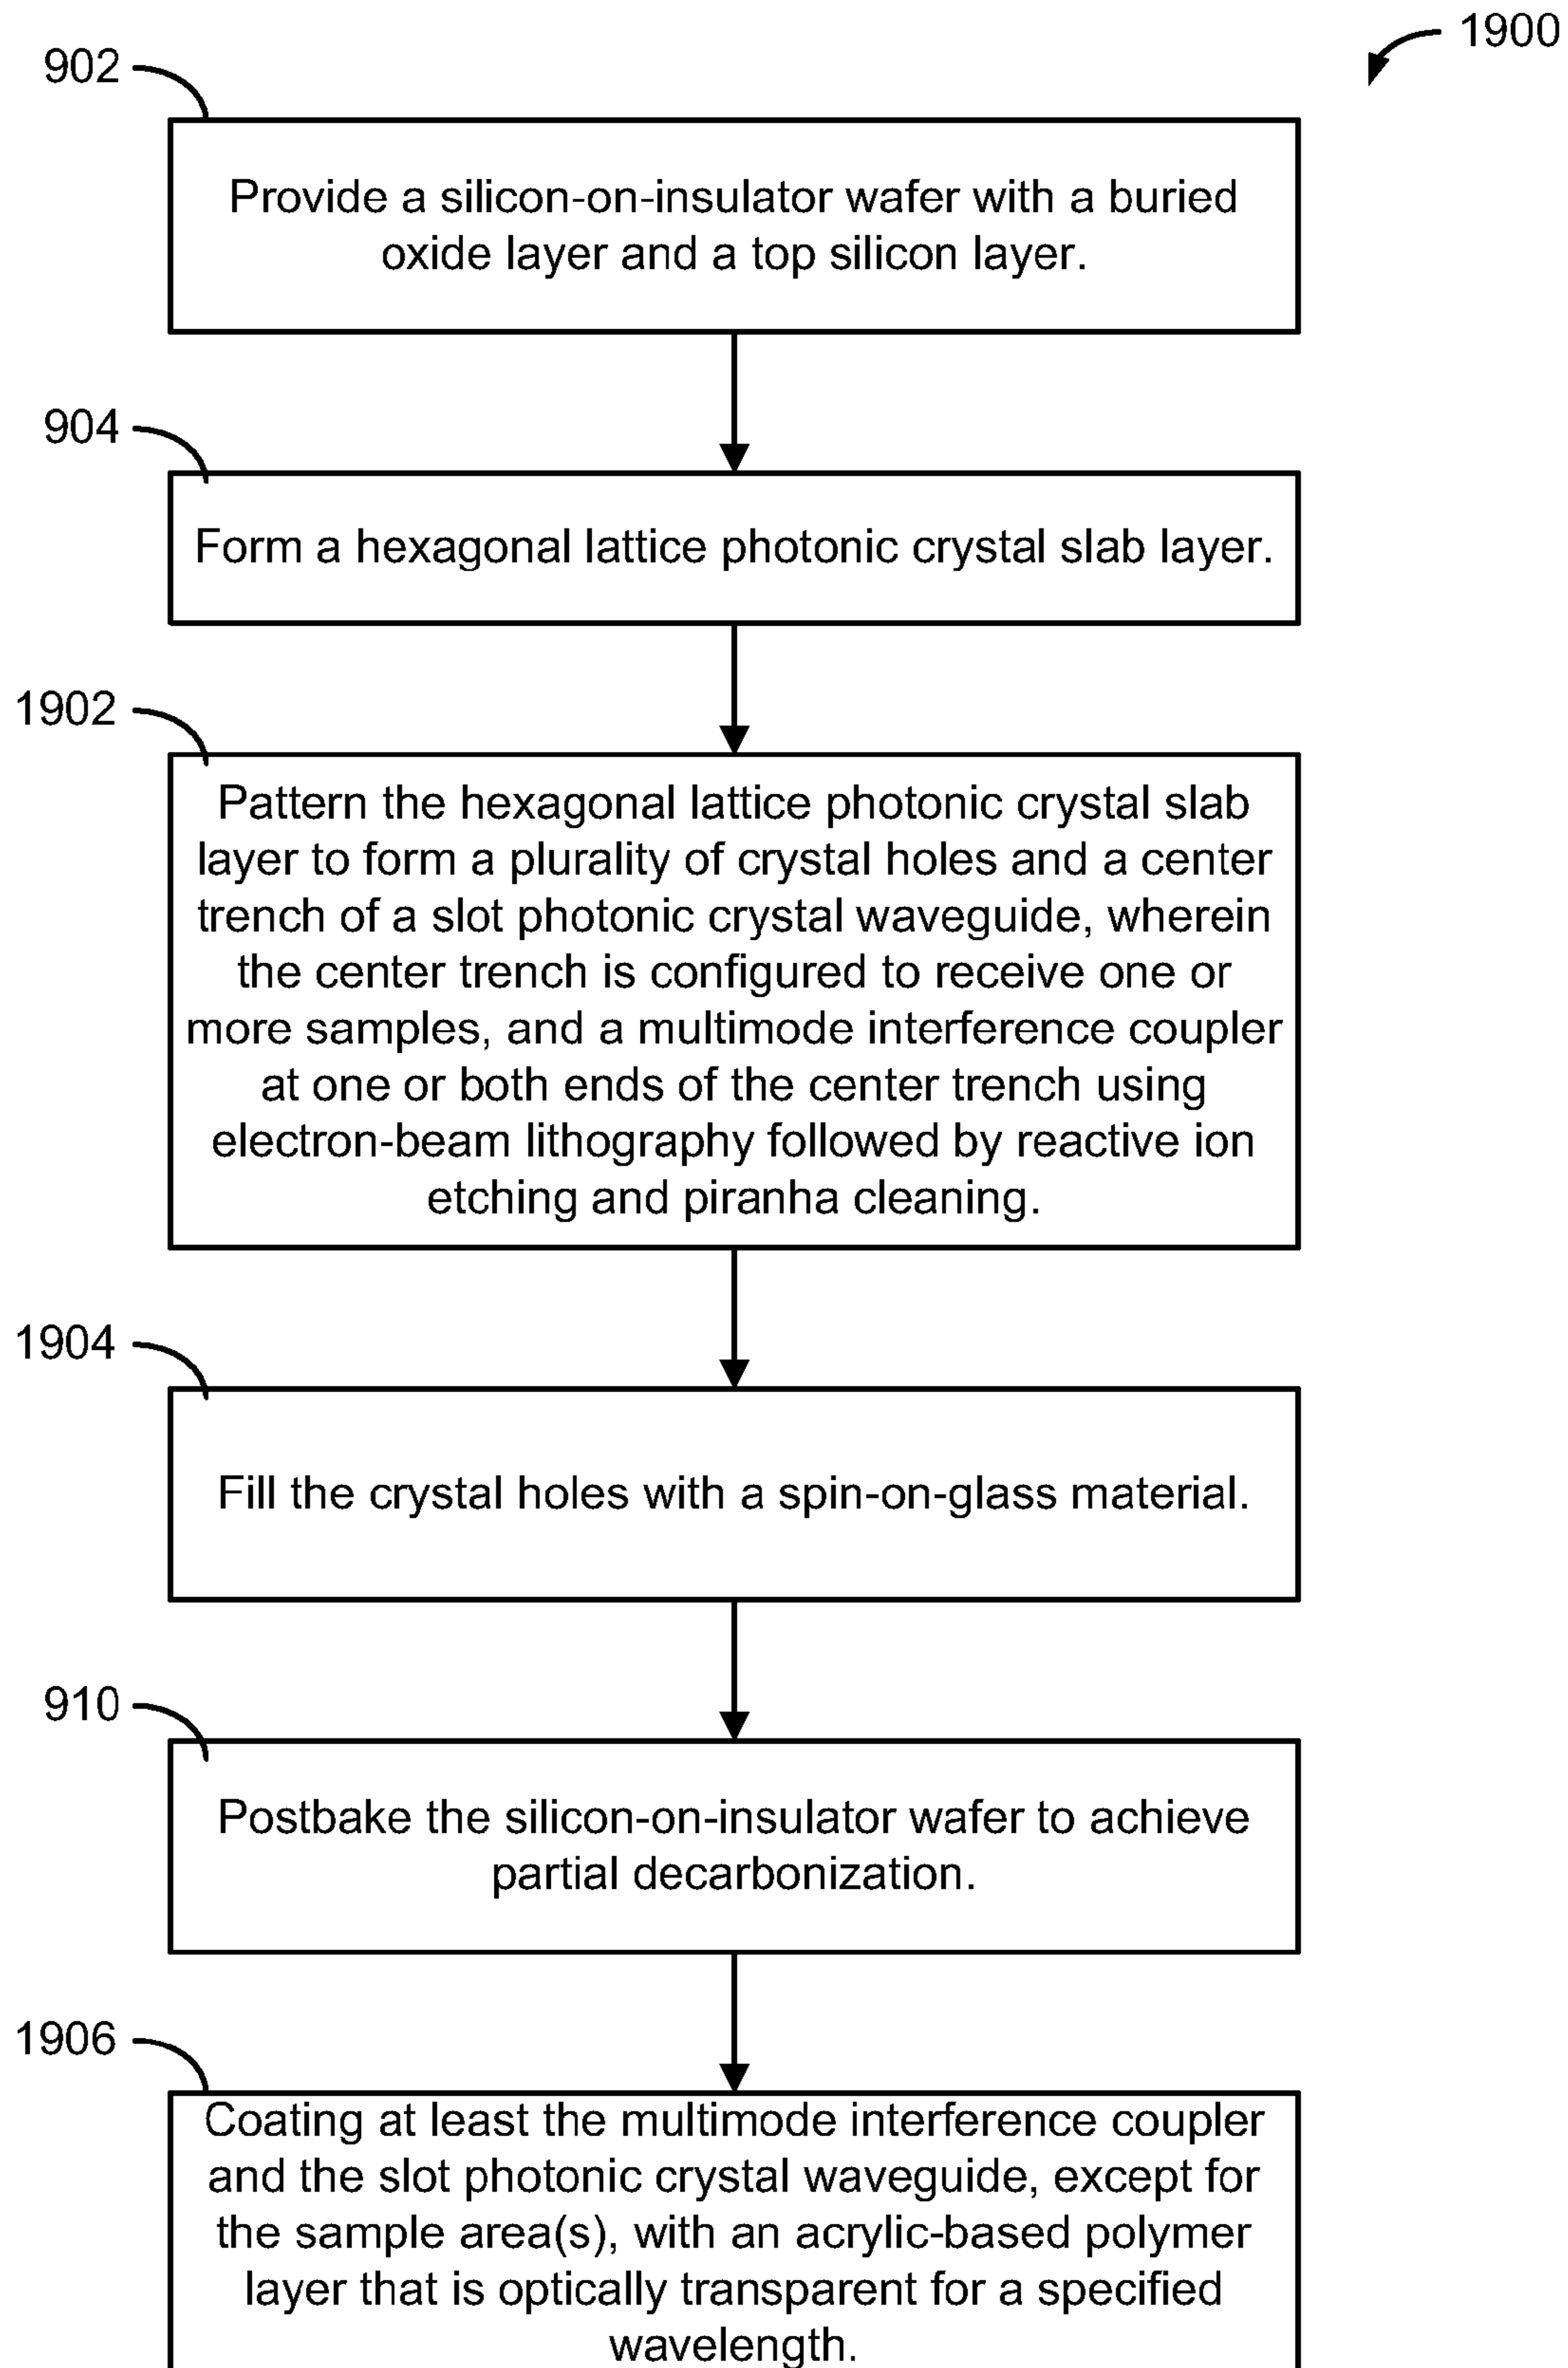 1900
902
Provide a silicon-on-insulator wafer with a buried
oxide layer and a top silicon layer.
904
Form a hexagonal lattice photonic crystal slab layer.
1902
Pattern the hexagonal lattice photonic crystal slab
layer to form a plurality of crystal holes and a center
trench of a slot photonic crystal waveguide, wherein
the center trench is configured to receive one or
more samples, and a multimode interference coupler
at one or both ends of the center trench using
electron-beam lithography followed by reactive ion
etching and piranha cleaning.
1904
Fill the crystal holes with a spin-on-glass material.
910
Postbake the silicon-on-insulator wafer to achieve
partial decarbonization.
1906
Coating at least the multimode interference coupler
and the slot photonic crystal waveguide, except for
the sample area(s), with an acrylic-based polymer
layer that is optically transparent for a specified
wavelength.